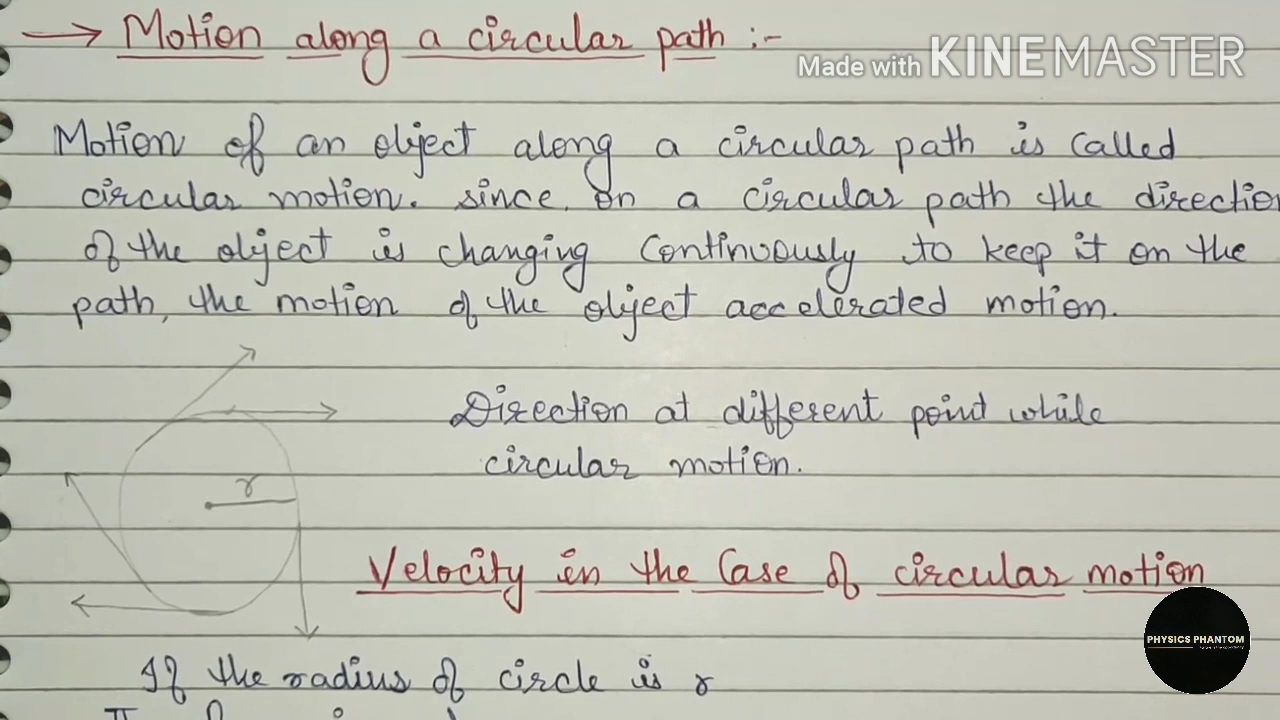 → Motion along a circular path :-
Made with KINEMASTER
Motion of an object along a circular path is called
circular motion. since on a circular path the direction
of the object is changing continuously to keep it on the
path, the motion of the object accelerated motion.
Direction at different point while
circular motion.
r
Velocity in the case of circular motion
PHYSICS PHANTOM
If the radius of circle is r